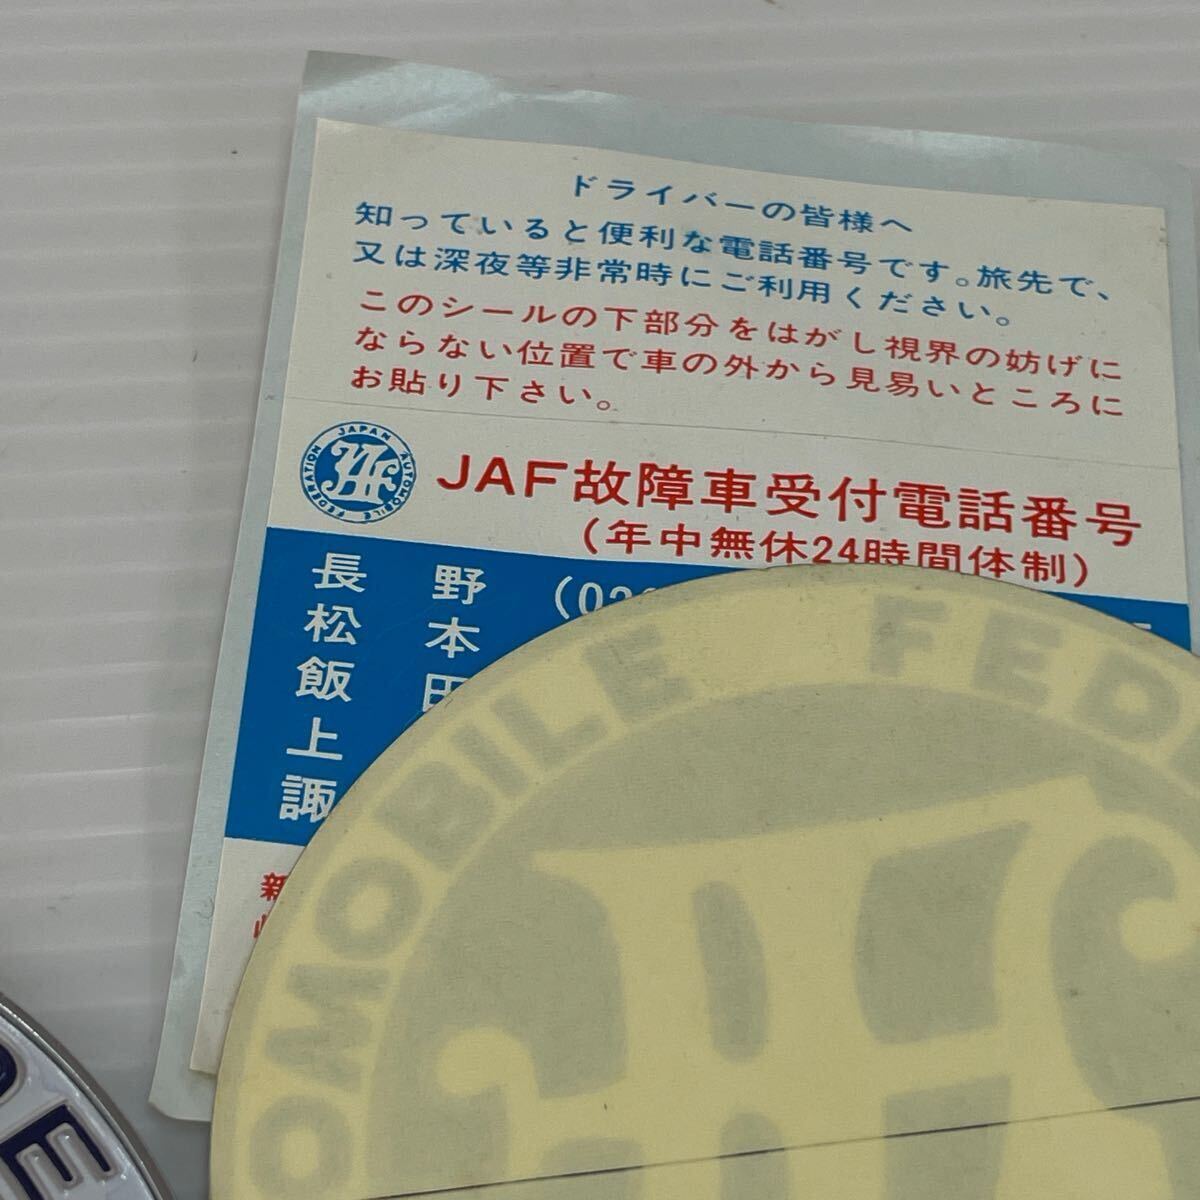 ドライバーの皆様へ
知っていると便利な電話番号です。旅先で、
又は深夜等非常時にご利用ください。
このシールの下部分をはがし視界の妨げに
ならない位置で車の外から見易いところに
お貼り下さい。
JAPAN AUTOMOBILE FEDERATION
JAF
JAF故障車受付電話番号
(年中無休24時間体制)
長 野 (02
松 本
飯 田
上
諏
新
OMOBILE FED
DE